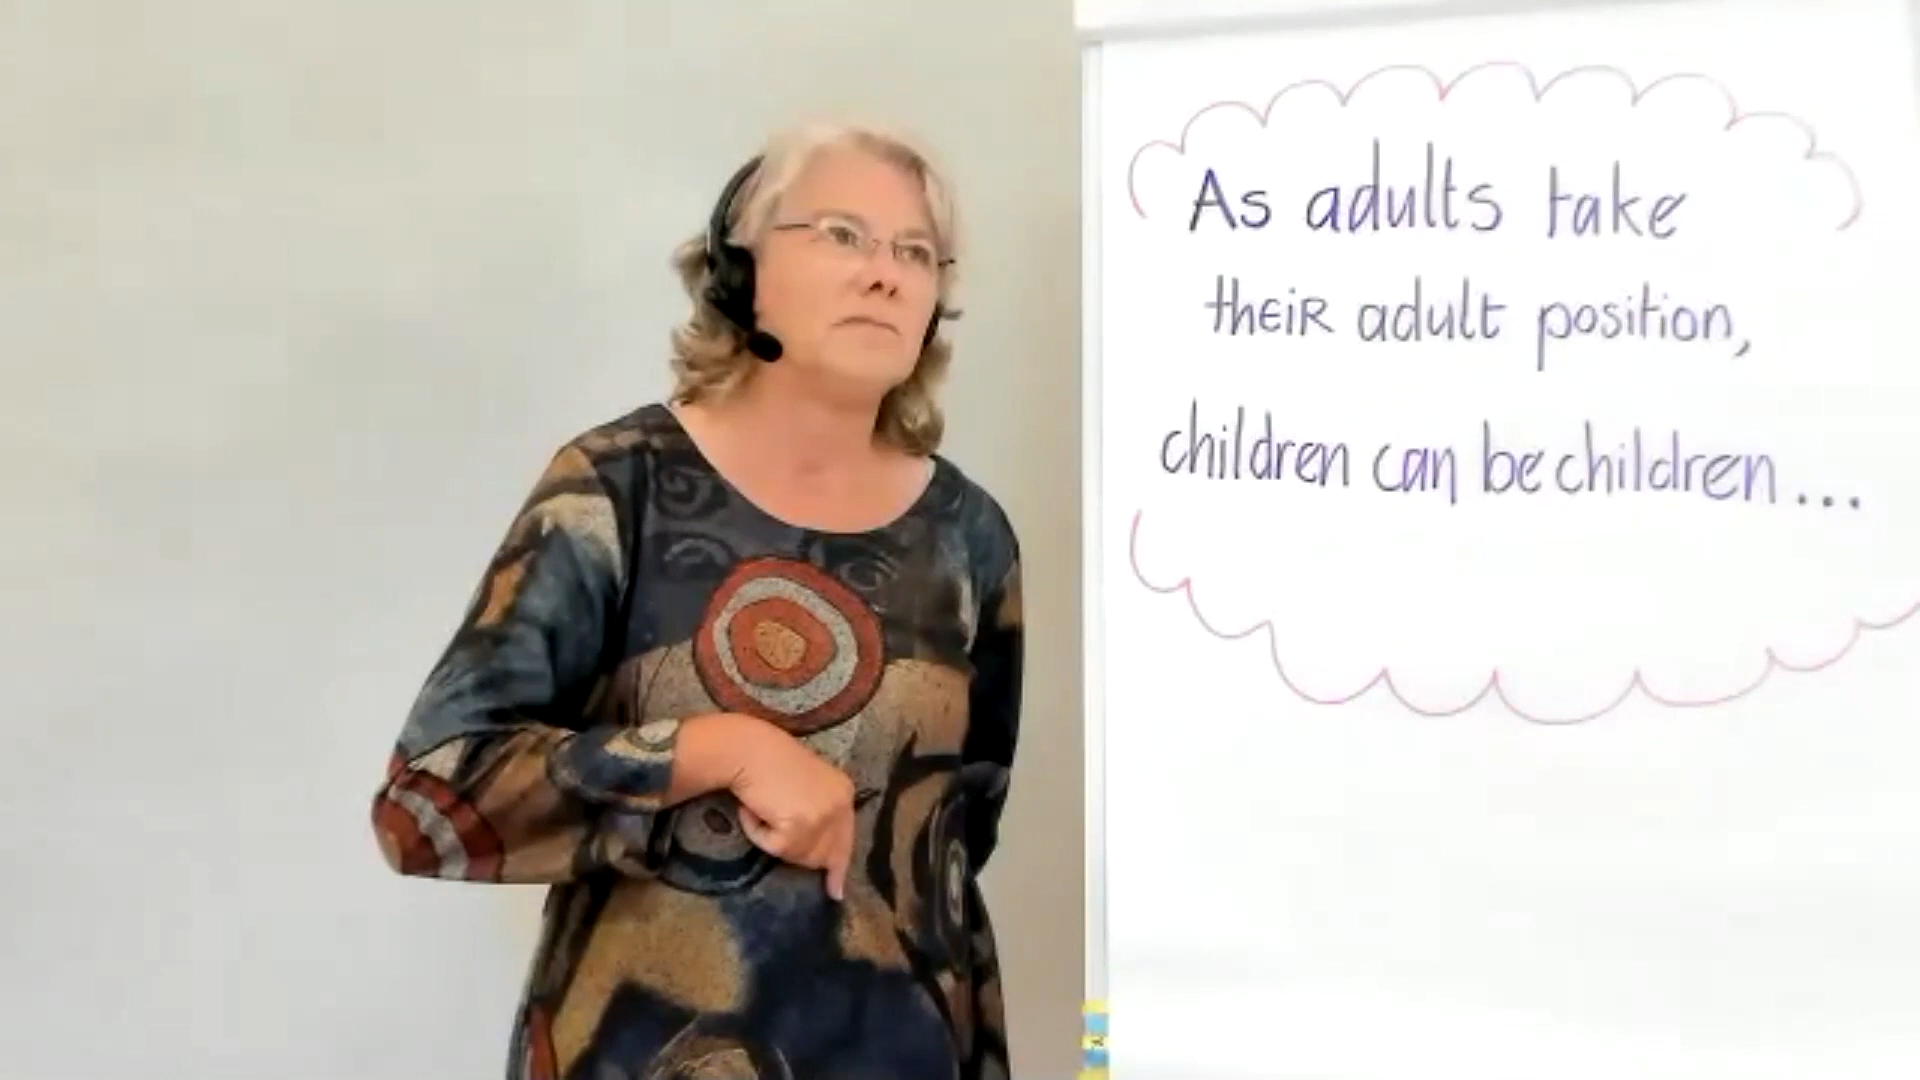 As adults take
their adult position,
children can be children...